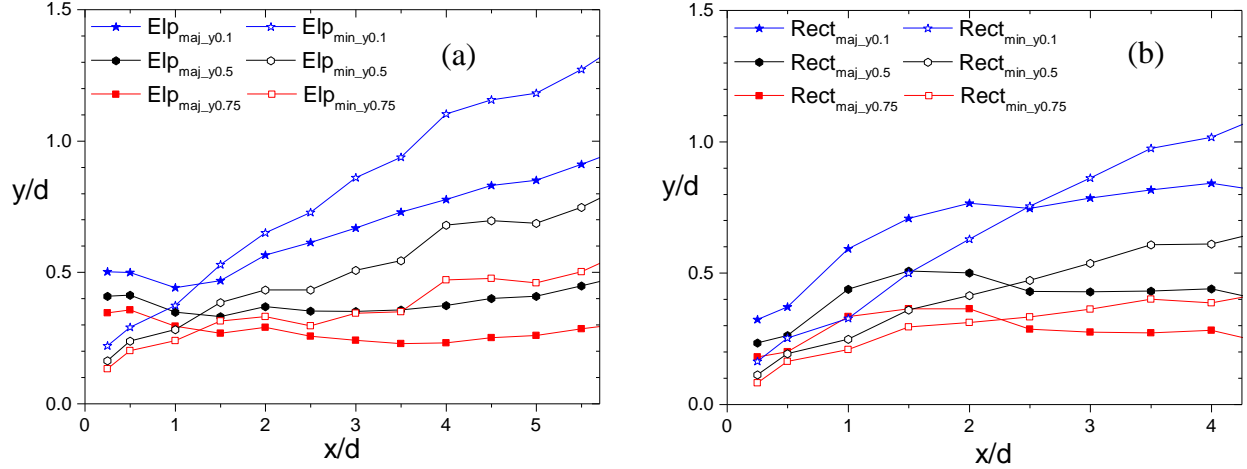 1.5
Elp_maj_y0.1 Elp_min_y0.1
Elp_maj_y0.5 Elp_min_y0.5
Elp_maj_y0.75 Elp_min_y0.75
(a)
1.0
y/d
0.5
0.0
0 1 2 3 4 5
x/d
1.5
Rect_maj_y0.1 Rect_min_y0.1
Rect_maj_y0.5 Rect_min_y0.5
Rect_maj_y0.75 Rect_min_y0.75
(b)
1.0
y/d
0.5
0.0
0 1 2 3 4
x/d